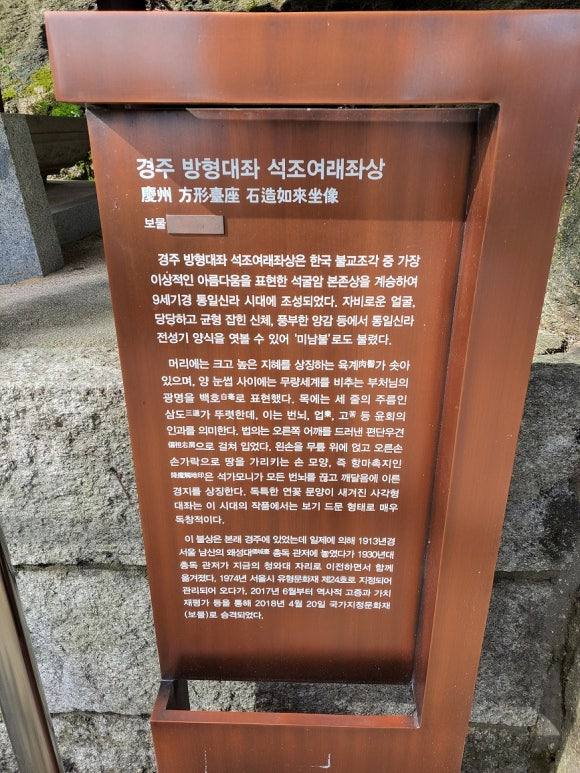 경주 방형대좌 석조여래좌상
慶州 方形臺座 石造如來坐像
보물
경주 방형대좌 석조여래좌상은 한국 불교조각 중 가장
이상적인 아름다움을 표현한 석굴암 본존상을 계승하여
9세기경 통일신라 시대에 조성되었다. 자비로운 얼굴,
당당하고 균형 잡힌 신체, 풍부한 양감 등에서 통일신라
전성기 양식을 엿볼 수 있어 '미남불'로도 불렸다.
머리에는 크고 높은 지혜를 상징하는 육계肉髻가 솟아
있으며, 양 눈썹 사이에는 무량세계를 비추는 부처님의
광명을 백호白毫로 표현했다. 목에는 세 줄의 주름인
삼도三道가 뚜렷한데, 이는 번뇌, 업業, 고苦 등 윤회의
인과를 의미한다. 법의는 오른쪽 어깨를 드러낸 편단우견
으로 걸쳐 입었다. 왼손을 무릎 위에 얹고 오른손
손가락으로 땅을 가리키는 손 모양, 즉 항마촉지인
降魔觸地印은 석가모니가 모든 번뇌를 끊고 깨달음에 이른
경지를 상징한다. 독특한 연꽃 문양이 새겨진 사각형
대좌는 이 시대의 작품에서는 보기 드문 형태로 매우
독창적이다.
이 불상은 본래 경주에 있었는데 일제에 의해 1913년경
서울 남산의 왜성대倭城臺 총독 관저에 놓였다가 1930년대
총독 관저가 지금의 청와대 자리로 이전하면서 함께
옮겨졌다. 1974년 서울시 유형문화재 제24호로 지정되어
관리되어 오다가, 2017년 6월부터 역사적 고증과 가치
재평가 등을 통해 2018년 4월 20일 국가지정문화재
(보물)로 승격되었다.